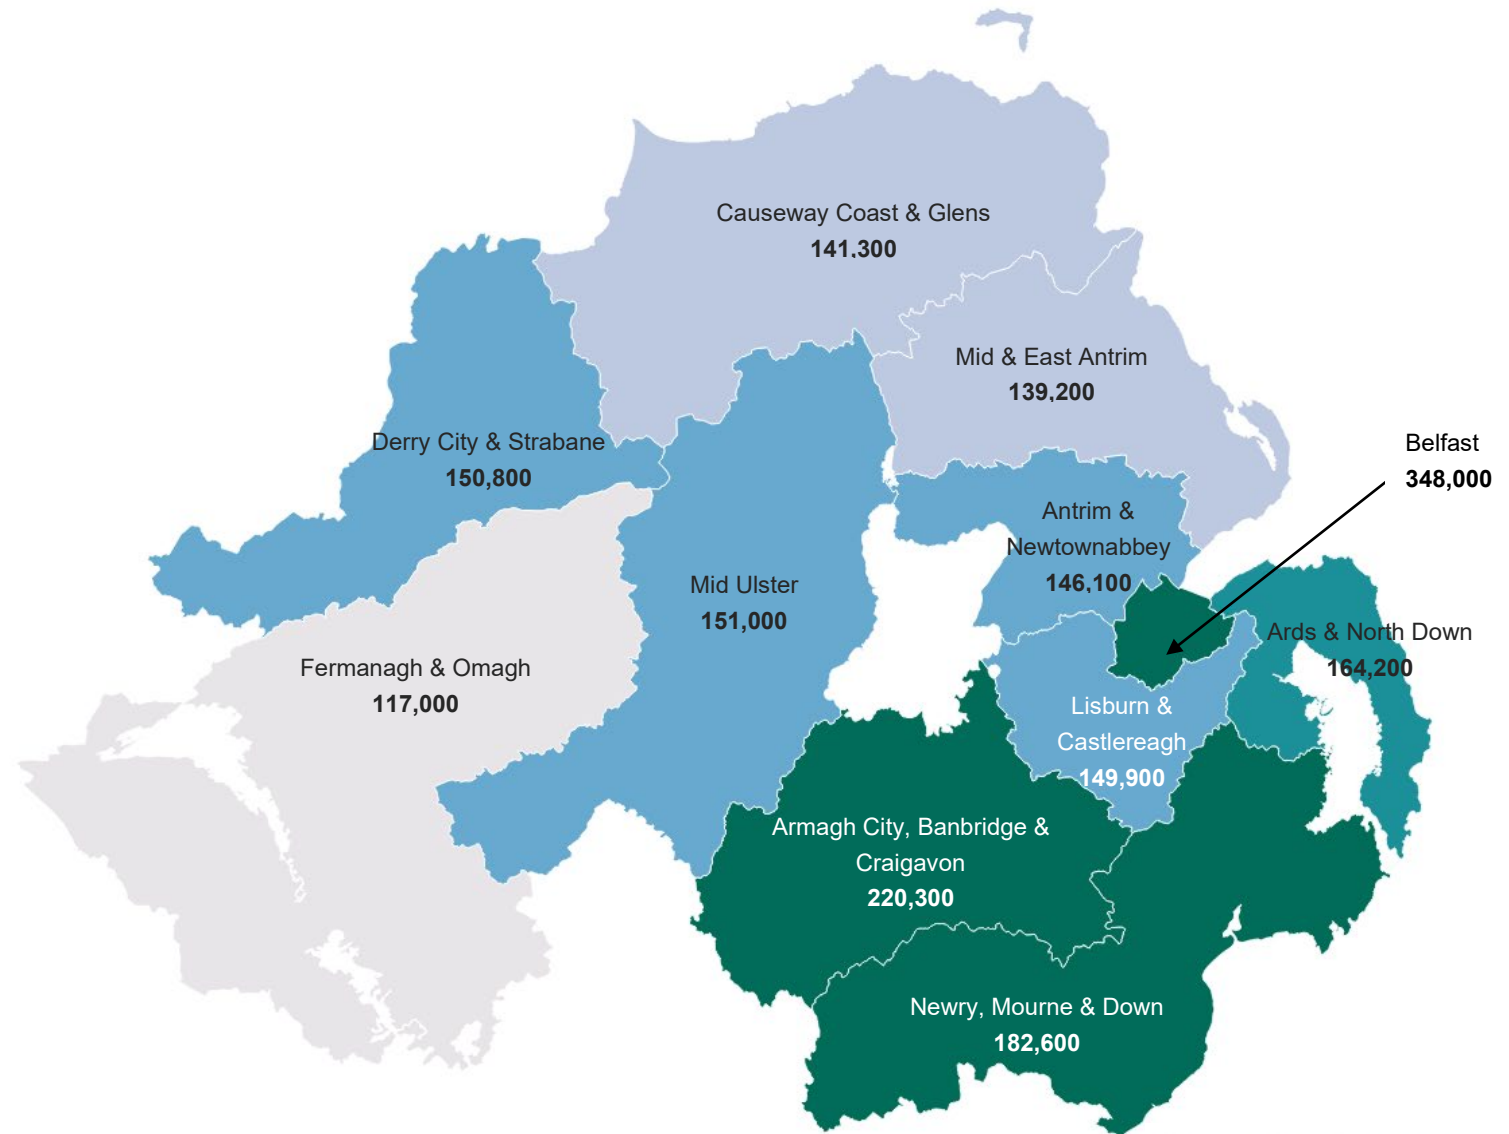 Causeway Coast & Glens
141,300
Mid & East Antrim
139,200
Belfast
348,000
Derry City & Strabane
150,800
Antrim &
Newtownabbey
146,100
Mid Ulster
151,000
Ards & North Down
164,200
Fermanagh & Omagh
117,000
Lisburn &
Castlereagh
149,900
Armagh City, Banbridge &
Craigavon
220,300
Newry, Mourne & Down
182,600